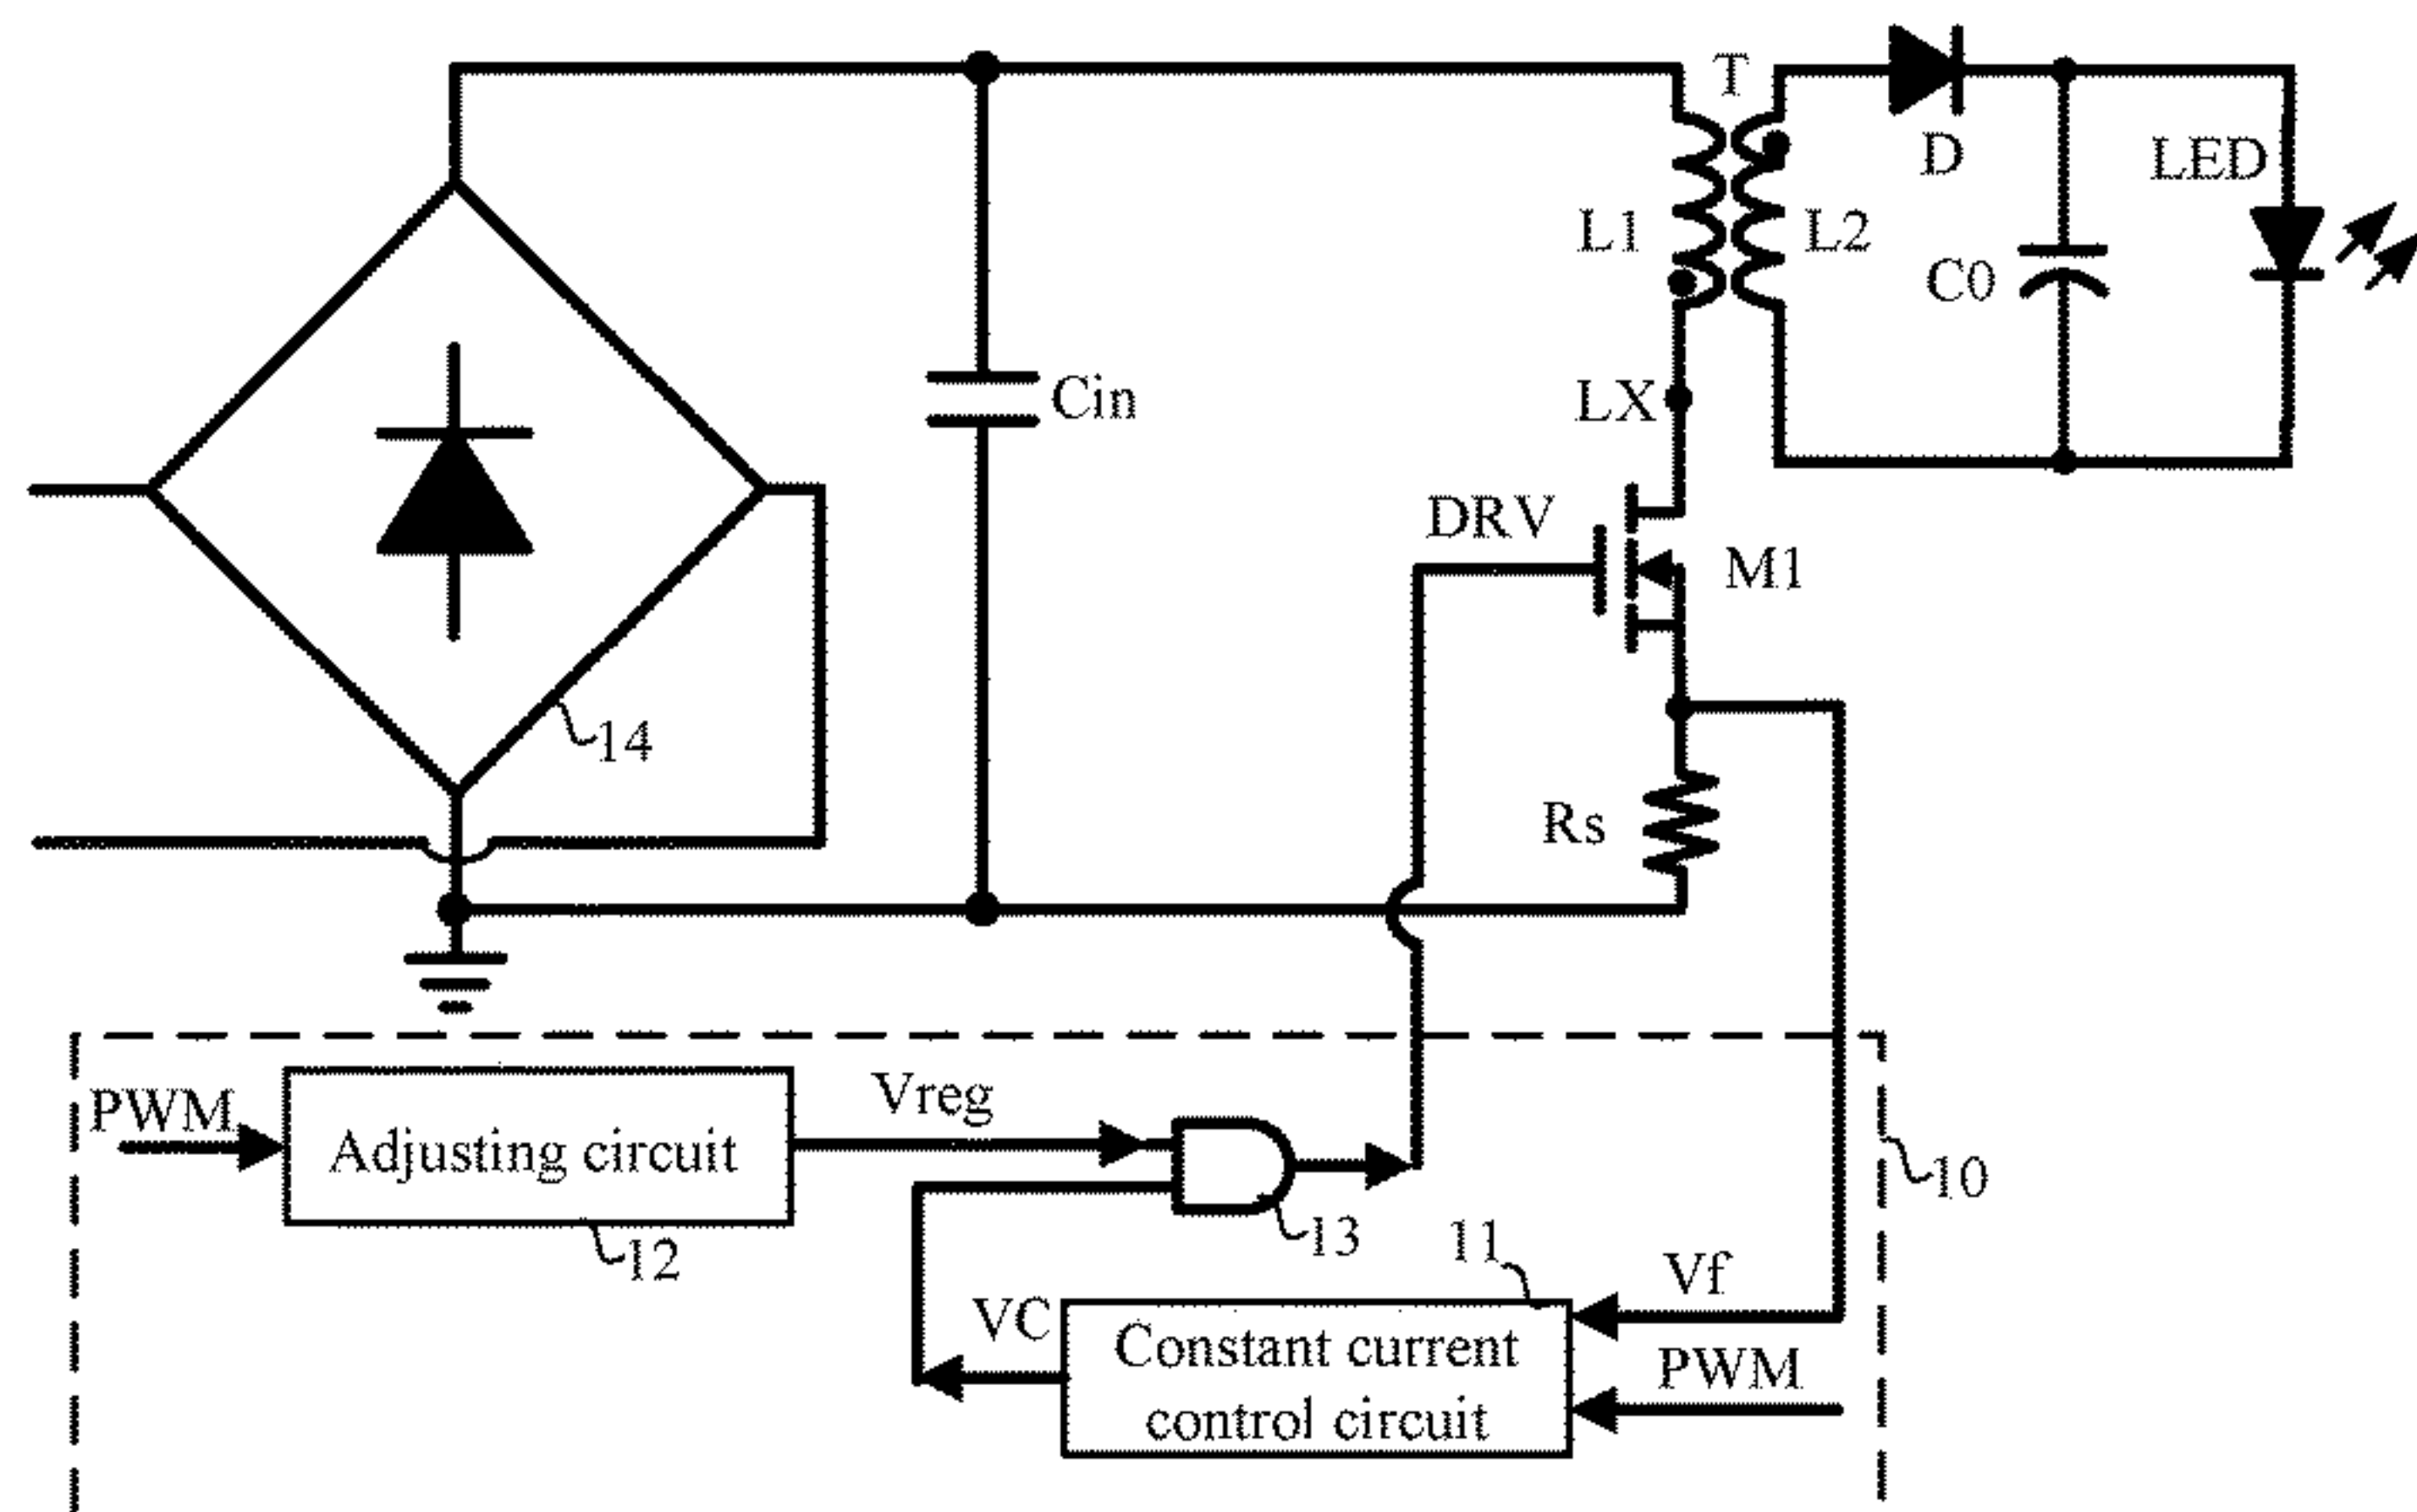 T
D
LED
L1
L2
C0
LX
Cin
DRV
M1
14
Rs
PWM
Adjusting circuit
12
Vreg
13
10
11
Vf
VC
Constant current
control circuit
PWM